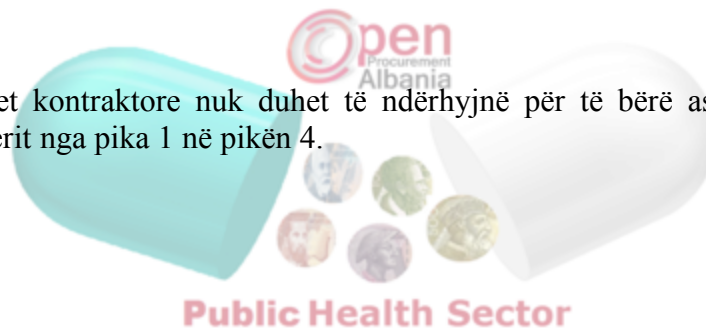 Open
Procurement
Albania
et kontraktore nuk duhet të ndërhyjnë për të bërë as
erit nga pika 1 në pikën 4.
Public Health Sector